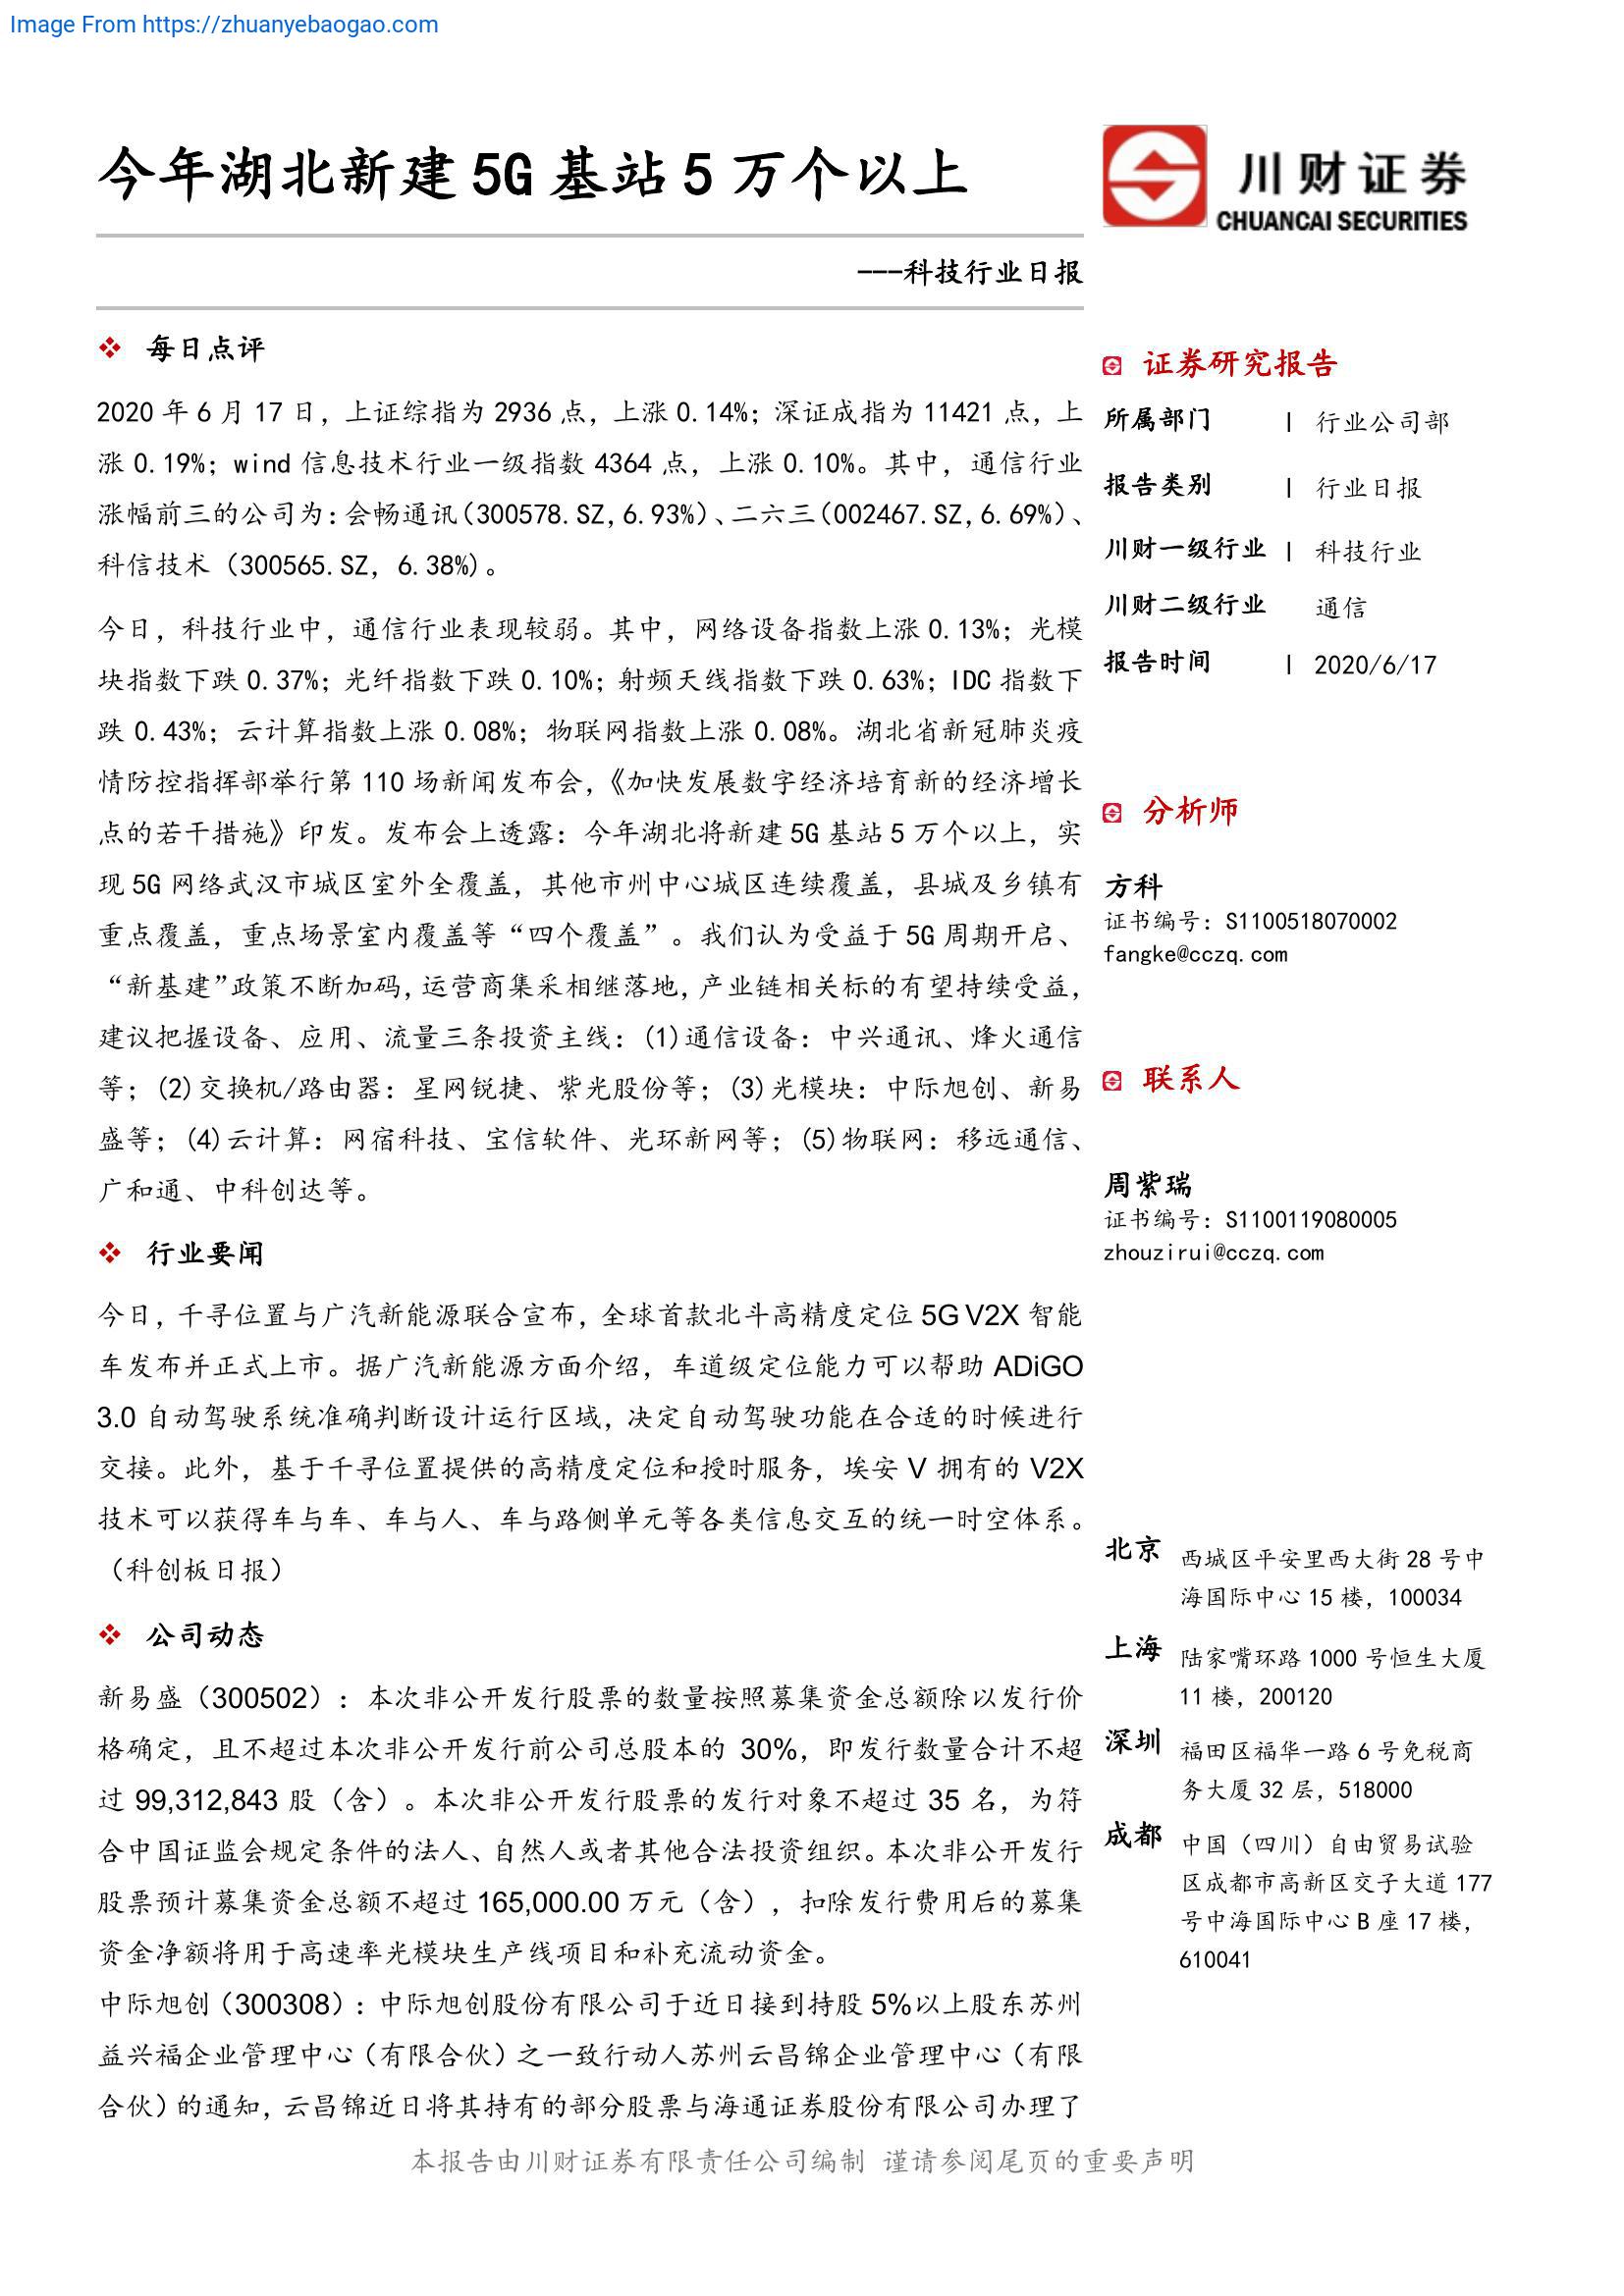 Image From https://zhuanyebaogao.com
今年湖北新建 5G 基站 5 万个以上
川财证券
CHUANCAI SECURITIES
---科技行业日报
每日点评
2020 年 6 月 17 日，上证综指为 2936 点，上涨 0.14%；深证成指为 11421 点，上
涨 0.19%；wind 信息技术行业一级指数 4364 点，上涨 0.10%。其中，通信行业
涨幅前三的公司为：会畅通讯（300578.SZ，6.93%）、二六三（002467.SZ，6.69%）、
科信技术（300565.SZ，6.38%）。
今日，科技行业中，通信行业表现较弱。其中，网络设备指数上涨 0.13%；光模
块指数下跌 0.37%；光纤指数下跌 0.10%；射频天线指数下跌 0.63%；IDC 指数下
跌 0.43%；云计算指数上涨 0.08%；物联网指数上涨 0.08%。湖北省新冠肺炎疫
情防控指挥部举行第 110 场新闻发布会，《加快发展数字经济培育新的经济增长
点的若干措施》印发。发布会上透露：今年湖北将新建 5G 基站 5 万个以上，实
现 5G 网络武汉市城区室外全覆盖，其他市州中心城区连续覆盖，县城及乡镇有
重点覆盖，重点场景室内覆盖等“四个覆盖”。我们认为受益于 5G 周期开启、
“新基建”政策不断加码，运营商集采相继落地，产业链相关标的有望持续受益，
建议把握设备、应用、流量三条投资主线：(1)通信设备：中兴通讯、烽火通信
等；(2)交换机/路由器：星网锐捷、紫光股份等；(3)光模块：中际旭创、新易
盛等；(4)云计算：网宿科技、宝信软件、光环新网等；(5)物联网：移远通信、
广和通、中科创达等。
行业要闻
今日，千寻位置与广汽新能源联合宣布，全球首款北斗高精度定位 5G V2X 智能
车发布并正式上市。据广汽新能源方面介绍，车道级定位能力可以帮助 ADiGO
3.0 自动驾驶系统准确判断设计运行区域，决定自动驾驶功能在合适的时候进行
交接。此外，基于千寻位置提供的高精度定位和授时服务，埃安 V 拥有的 V2X
技术可以获得车与车、车与人、车与路侧单元等各类信息交互的统一时空体系。
（科创板日报）
公司动态
新易盛（300502）：本次非公开发行股票的数量按照募集资金总额除以发行价
格确定，且不超过本次非公开发行前公司总股本的 30%，即发行数量合计不超
过 99,312,843 股（含）。本次非公开发行股票的发行对象不超过 35 名，为符
合中国证监会规定条件的法人、自然人或者其他合法投资组织。本次非公开发行
股票预计募集资金总额不超过 165,000.00 万元（含），扣除发行费用后的募集
资金净额将用于高速率光模块生产线项目和补充流动资金。
中际旭创（300308）：中际旭创股份有限公司于近日接到持股 5%以上股东苏州
益兴福企业管理中心（有限合伙）之一致行动人苏州云昌锦企业管理中心（有限
合伙）的通知，云昌锦近日将其持有的部分股票与海通证券股份有限公司办理了
证券研究报告
所属部门 | 行业公司部
报告类别 | 行业日报
川财一级行业 | 科技行业
川财二级行业 通信
报告时间 | 2020/6/17
分析师
方科
证书编号：S1100518070002
fangke@cczq.com
联系人
周紫瑞
证书编号：S1100119080005
zhouzirui@cczq.com
北京 西城区平安里西大街 28 号中
海国际中心 15 楼，100034
上海 陆家嘴环路 1000 号恒生大厦
11 楼，200120
深圳 福田区福华一路 6 号免税商
务大厦 32 层，518000
成都 中国（四川）自由贸易试验
区成都市高新区交子大道 177
号中海国际中心 B 座 17 楼，
610041
本报告由川财证券有限责任公司编制 谨请参阅尾页的重要声明